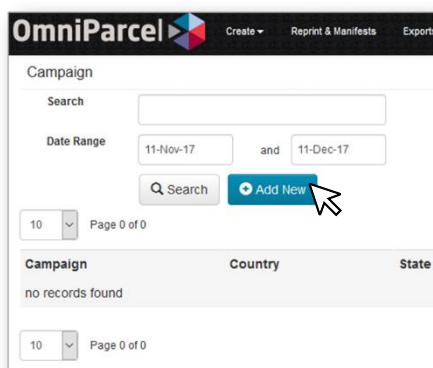 OmniParcel Create Reprint & Manifests Exports
Campaign
Search
Date Range 11-Nov-17 and 11-Dec-17
Search Add New
10 Page 0 of 0
Campaign Country State
no records found
10 Page 0 of 0